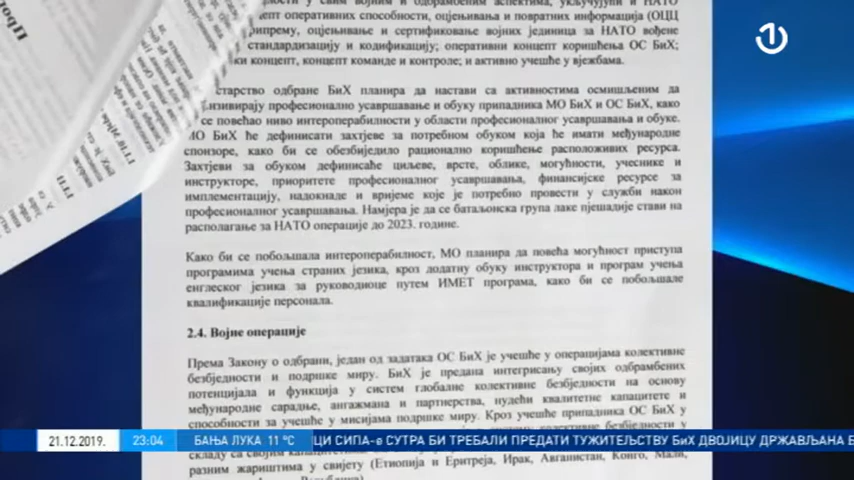 војним и одбрамбеним аспектима, укључујући и НАТО
оперативних способности, оцјењивања и повратних информација (ОЦЦ
оцјењивање и сертификовање војних јединица за НАТО вођене
стандардизацију и кодификацију; оперативни концепт коришћења ОС БиХ;
концепт, концепт команде и контроле; и активно учешће у вјежбама.
одбране БиХ планира да настави са активностима осмишљеним да
професионално усавршавање и обуку припадника МО БиХ и ОС БиХ, како
се повећао ниво интероперабилности у области професионалног усавршавања и обуке.
МО БиХ ће дефинисати захтјеве за потребном обуком која ће имати међународне
спонзоре, како би се обезбиједило рационално коришћење расположивих ресурса.
Захтјеви за обуком дефинисаће циљеве, врсте, облике, могућности, учеснике и
инструкторе, приоритете професионалног усавршавања, финансијске ресурсе за
имплементацију, надокнаде и вријеме које је потребно провести у служби након
професионалног усавршавања. Намјера је да се батаљонска група лаке пјешадије стави на
располагање за НАТО операције до 2023. године.
Како би се побољшала интероперабилност, МО планира да повећа могућност приступа
програмима учења страних језика, кроз додатну обуку инструктора и програм учења
енглеског језика за руководиоце путем ИМЕТ програма, како би се побољшале
квалификације персонала.
2.4. Војне операције
Према Закону о одбрани, један од задатака ОС БиХ је учешће у операцијама колективне
безбједности и подршке миру. БиХ је предана интегрисању својих одбрамбених
потенцијала и функција у систем глобалне колективне безбједности на основу
међународне сарадње, ангажмана и партнерства, нудећи квалитетне капацитете и
способности за учешће у мисијама подршке миру. Кроз учешће припадника ОС БиХ у
колективне безбједности у
складу са својим
разним жариштима у свијету (Етиопија и Еритреја, Ирак, Авганистан, Конго, Мали,
21.12.2019. 23:04 БАЊА ЛУКА 11 °C ЦИ СИПА-е СУТРА БИ ТРЕБАЛИ ПРЕДАТИ ТУЖИТЕЉСТВУ БиХ ДВОЈИЦУ ДРЖАВЉАНА